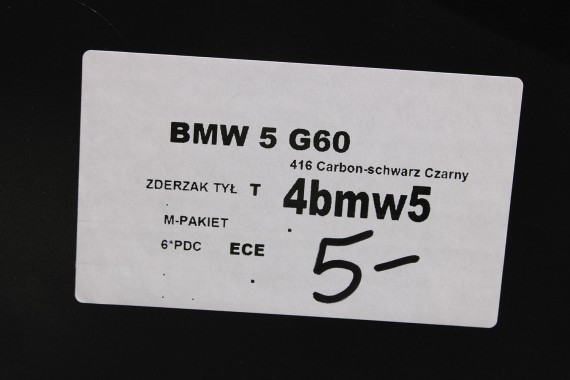 BMW 5 G60
416 Carbon-schwarz Czarny
ZDERZAK TYŁ T 4bmw5
M-PAKIET
6*PDC ECE
5-